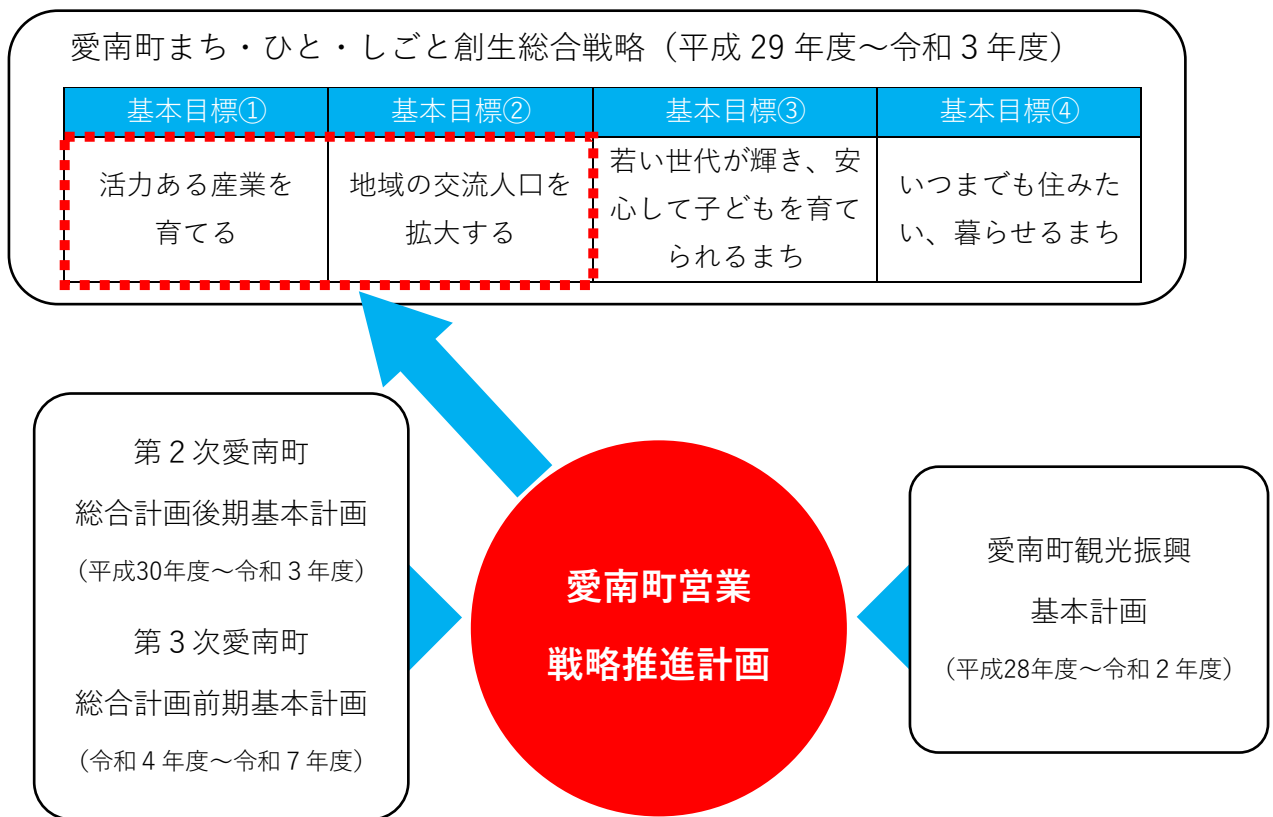 愛南町まち・ひと・しごと創生総合戦略（平成 29 年度～令和３年度）
基本目標①
基本目標②
基本目標③
基本目標④
活力ある産業を
育てる
地域の交流人口を
拡大する
若い世代が輝き、安
心して子どもを育て
られるまち
いつまでも住みた
い、暮らせるまち
第２次愛南町
総合計画後期基本計画
（平成30年度～令和３年度）
第３次愛南町
総合計画前期基本計画
（令和４年度～令和７年度）
愛南町営業
戦略推進計画
愛南町観光振興
基本計画
（平成28年度～令和２年度）